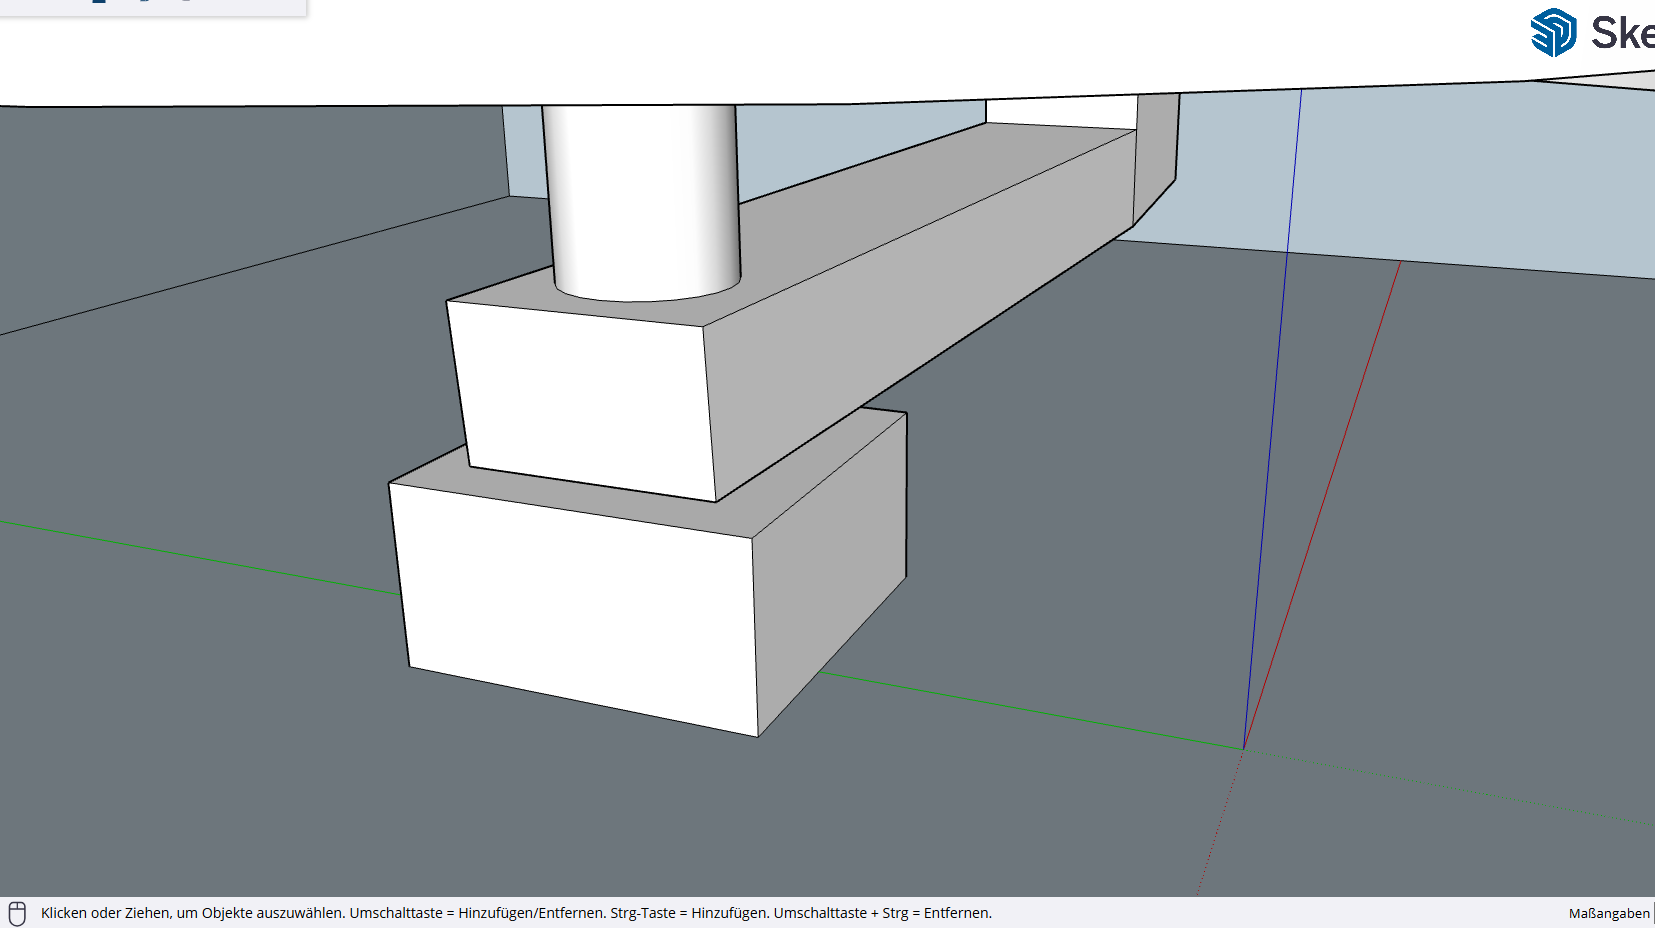 Ske
Klicken oder Ziehen, um Objekte auszuwählen. Umschalttaste = Hinzufügen/Entfernen. Strg-Taste = Hinzufügen. Umschalttaste + Strg = Entfernen.
Maßangaben